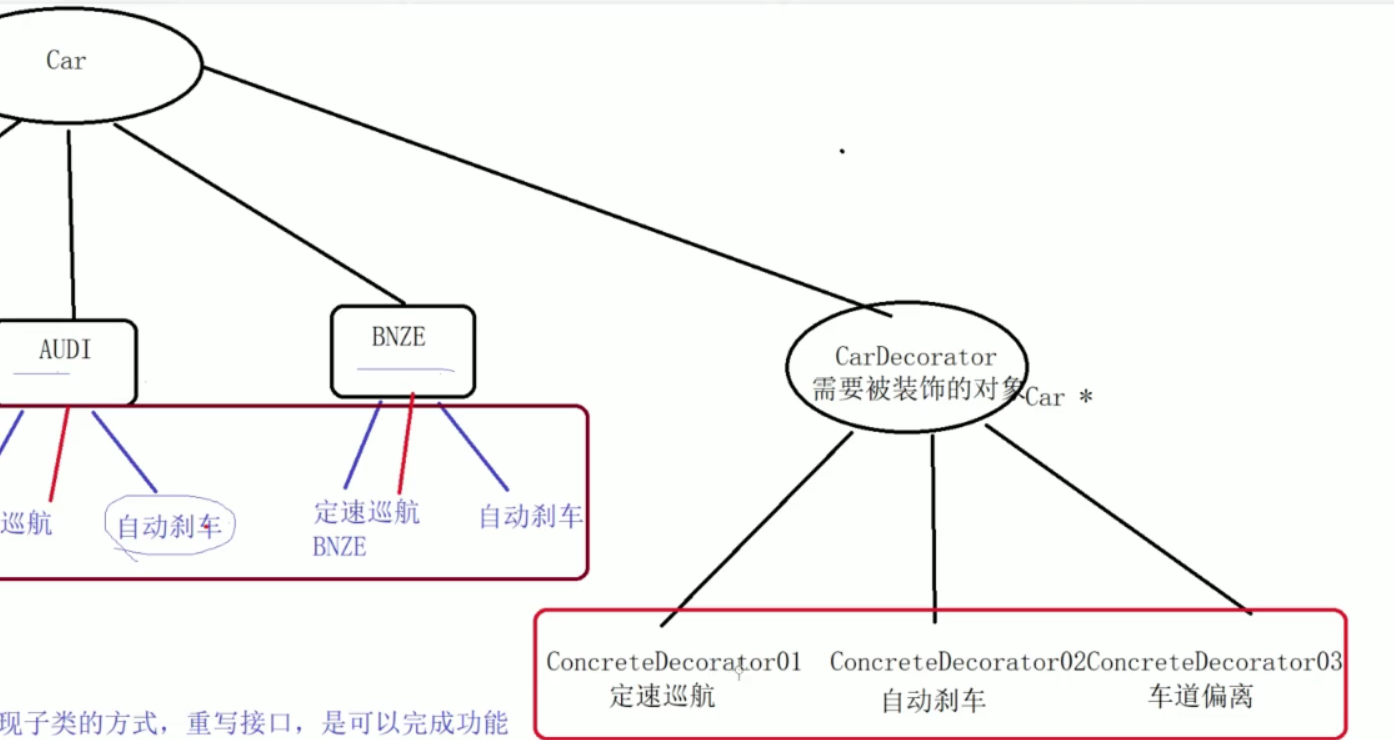 Car
AUDI
BNZE
CarDecorator
需要被装饰的对象
Car *
巡航
自动刹车
定速巡航
BNZE
自动刹车
ConcreteDecorator01
定速巡航
ConcreteDecorator02
自动刹车
ConcreteDecorator03
车道偏离
现子类的方式，重写接口，是可以完成功能